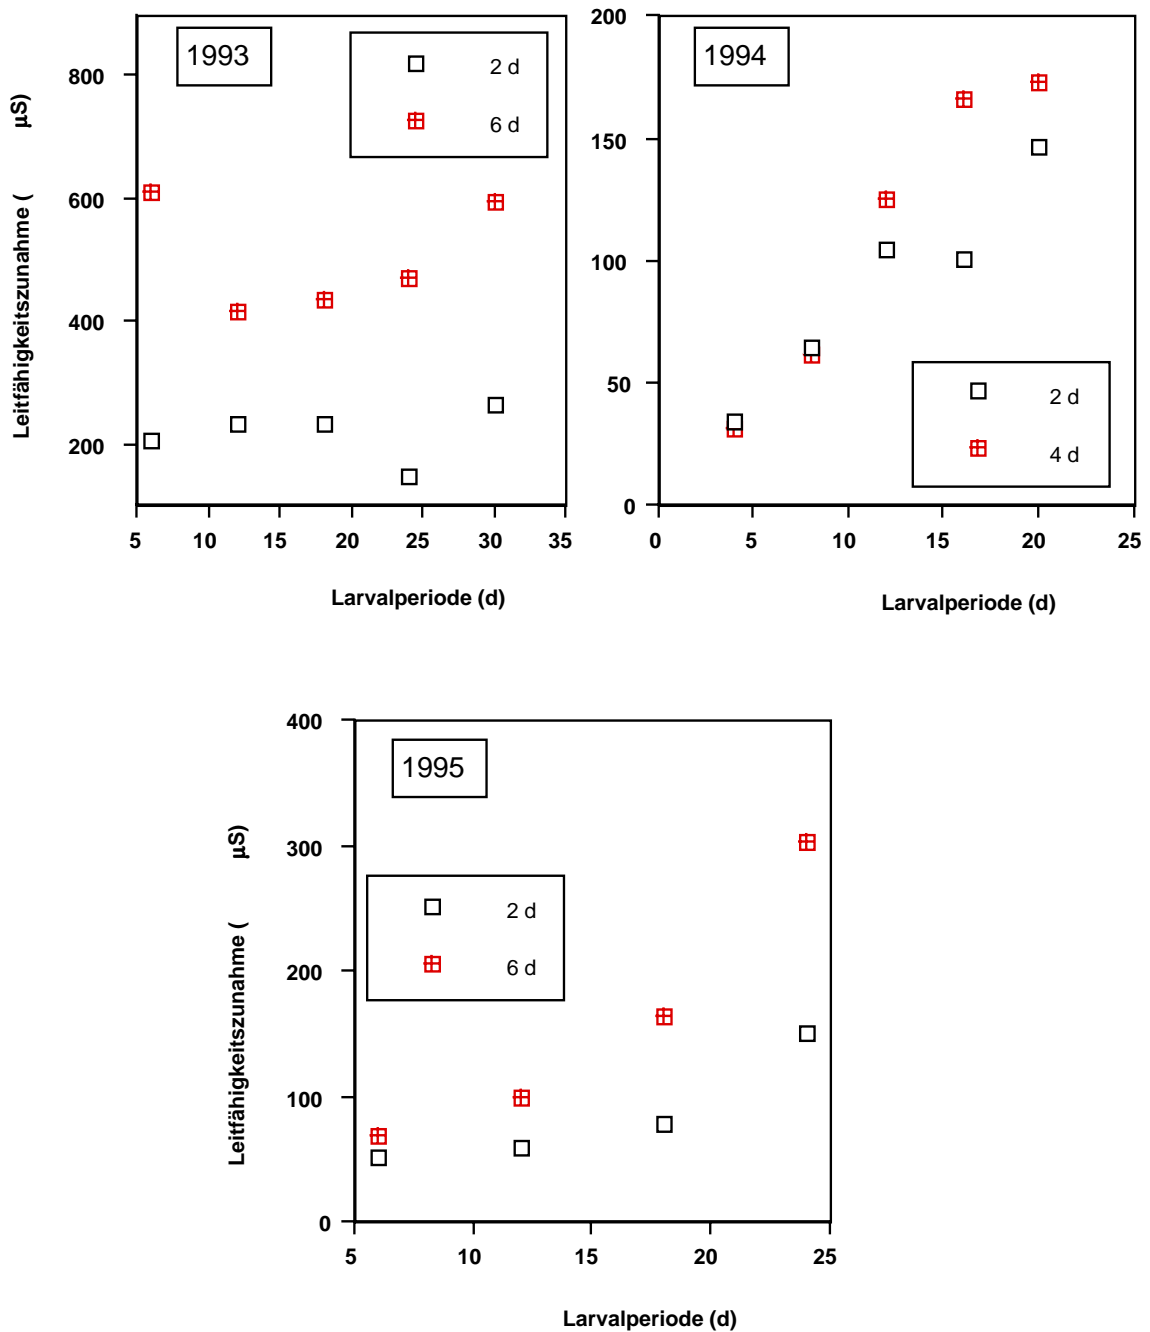 1993
2 d
6 d
800
600
400
200
5 10 15 20 25 30 35
Larvalperiode (d)
Leitfähigkeitszunahme ( µS)
1994
200
150
100
50
0
2 d
4 d
0 5 10 15 20 25
Larvalperiode (d)
1995
400
300
200
100
0
2 d
6 d
5 10 15 20 25
Larvalperiode (d)
Leitfähigkeitszunahme ( µS)